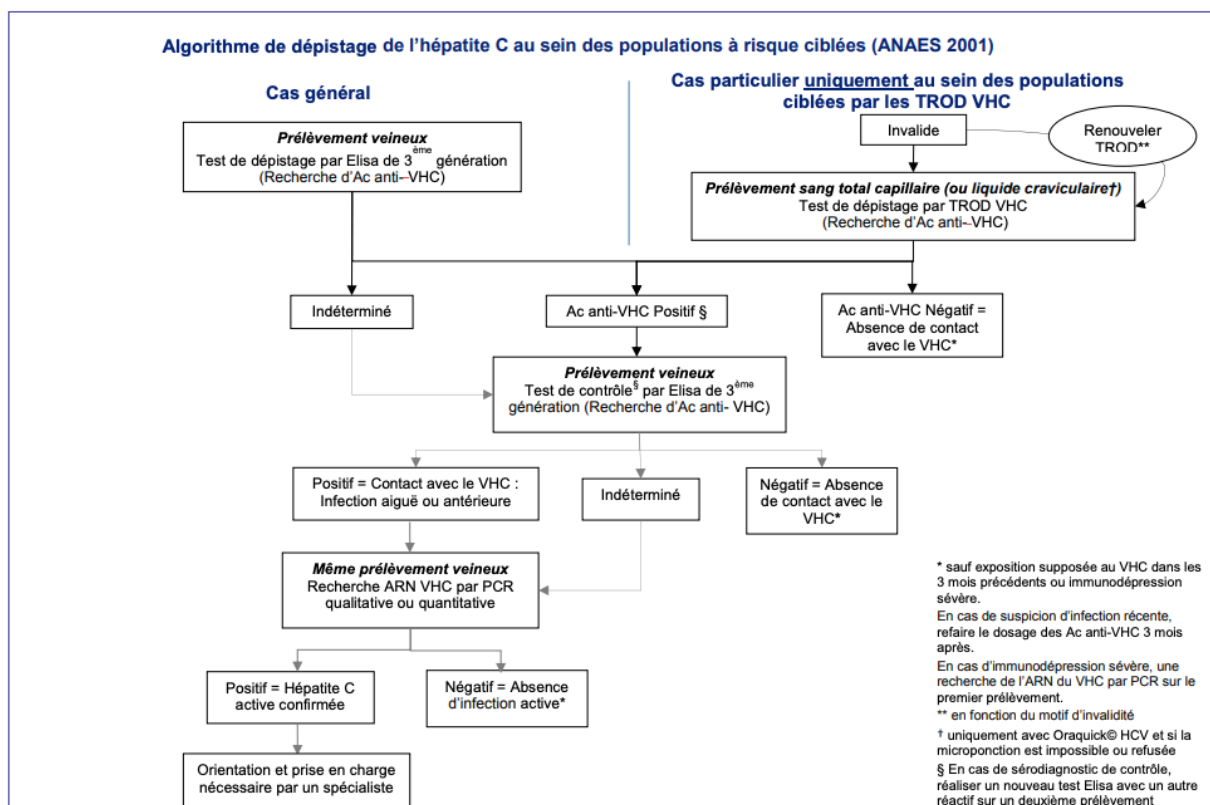 Algorithme de dépistage de l'hépatite C au sein des populations à risque ciblées (ANAES 2001)
Cas général
Cas particulier uniquement au sein des populations
ciblées par les TROD VHC
Prélèvement veineux
Test de dépistage par Elisa de 3ème génération
(Recherche d'Ac anti--VHC)
Invalide
Renouveler
TROD**
Prélèvement sang total capillaire (ou liquide craviculaire†)
Test de dépistage par TROD VHC
(Recherche d'Ac anti--VHC)
Indéterminé
Ac anti-VHC Positif §
Ac anti-VHC Négatif =
Absence de contact
avec le VHC*
Prélèvement veineux
Test de contrôle§ par Elisa de 3ème
génération (Recherche d'Ac anti- VHC)
Positif = Contact avec le VHC :
Infection aiguë ou antérieure
Indéterminé
Négatif = Absence
de contact avec le
VHC*
Même prélèvement veineux
Recherche ARN VHC par PCR
qualitative ou quantitative
Positif = Hépatite C
active confirmée
Négatif = Absence
d'infection active*
Orientation et prise en charge
nécessaire par un spécialiste
* sauf exposition supposée au VHC dans les
3 mois précédents ou immunodépression
sévère.
En cas de suspicion d'infection récente,
refaire le dosage des Ac anti-VHC 3 mois
après.
En cas d'immunodépression sévère, une
recherche de l'ARN du VHC par PCR sur le
premier prélèvement.
** en fonction du motif d'invalidité
† uniquement avec Oraquick© HCV et si la
microponction est impossible ou refusée
§ En cas de sérodiagnostic de contrôle,
réaliser un nouveau test Elisa avec un autre
réactif sur un deuxième prélèvement